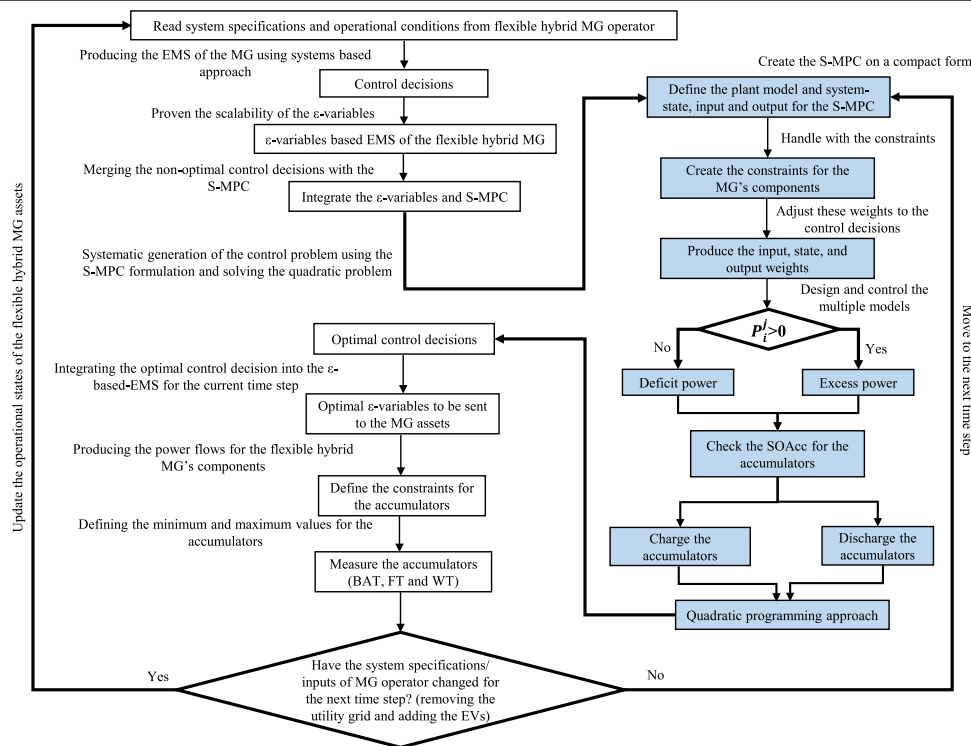 Read system specifications and operational conditions from flexible hybrid MG operator
Producing the EMS of the MG using systems based
approach
Control decisions
Proven the scalability of the ε-variables
ε-variables based EMS of the flexible hybrid MG
Merging the non-optimal control decisions with the
S-MPC
Integrate the ε-variables and S-MPC
Systematic generation of the control problem using the
S-MPC formulation and solving the quadratic problem
Create the S-MPC on a compact form
Define the plant model and system-
state, input and output for the S-MPC
Handle with the constraints
Create the constraints for the
MG's components
Adjust these weights to the
control decisions
Produce the input, state, and
output weights
Design and control the
multiple models
P_i^j>0
No
Yes
Deficit power
Excess power
Check the SOAcc for the
accumulators
Charge the
accumulators
Discharge the
accumulators
Quadratic programming approach
Optimal control decisions
Integrating the optimal control decision into the ε-
based-EMS for the current time step
Optimal ε-variables to be sent
to the MG assets
Producing the power flows for the flexible hybrid
MG's components
Define the constraints for
the accumulators
Defining the minimum and maximum values for the
accumulators
Measure the accumulators
(BAT, FT and WT)
Have the system specifications/
inputs of MG operator changed for
the next time step? (removing the
utility grid and adding the EVs)
Yes
No
Update the operational states of the flexible hybrid MG assets
Move to the next time step